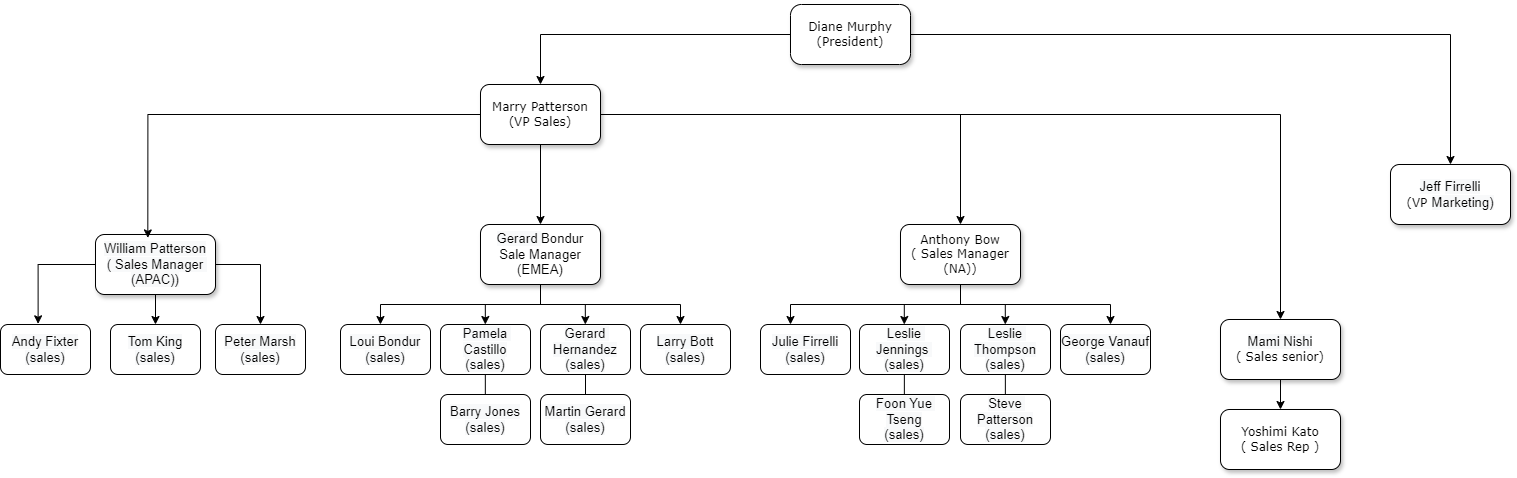 Diane Murphy
(President)
Marry Patterson
(VP Sales)
Jeff Firrelli
(VP Marketing)
William Patterson
( Sales Manager
(APAC))
Gerard Bondur
Sale Manager
(EMEA)
Anthony Bow
( Sales Manager
(NA))
Andy Fixter
(sales)
Tom King
(sales)
Peter Marsh
(sales)
Loui Bondur
(sales)
Pamela
Castillo
(sales)
Gerard
Hernandez
(sales)
Larry Bott
(sales)
Julie Firrelli
(sales)
Leslie
Jennings
(sales)
Leslie
Thompson
(sales)
George Vanauf
(sales)
Mami Nishi
( Sales senior)
Barry Jones
(sales)
Martin Gerard
(sales)
Foon Yue
Tseng
(sales)
Steve
Patterson
(sales)
Yoshimi Kato
( Sales Rep )